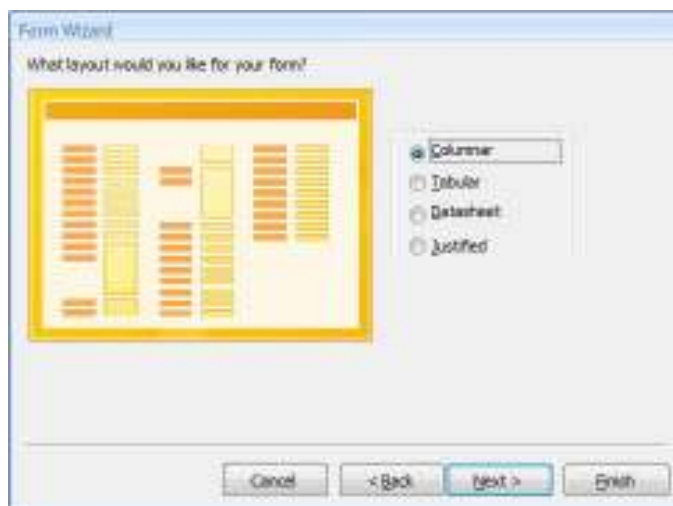 Form Wizard
What layout would you like for your form?
Columnar
Tabular
Datasheet
Justified
Cancel
< Back
Next >
Finish